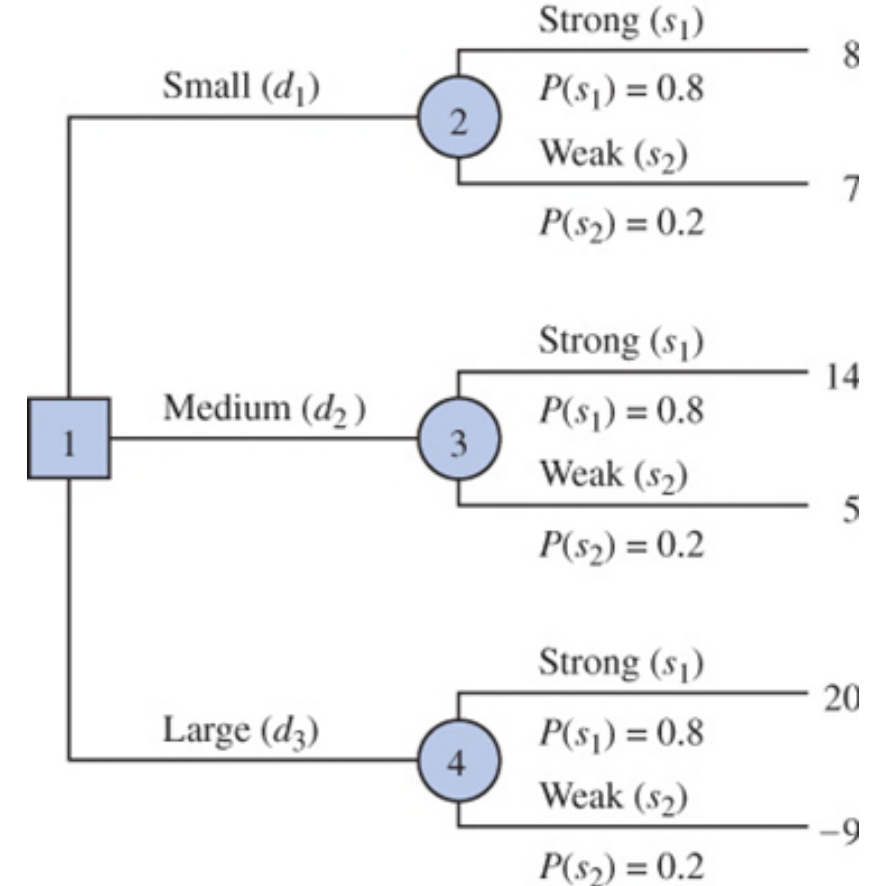 Strong (s₁)
8
Small (d₁)
P(s₁) = 0.8
2
Weak (s₂)
7
P(s₂) = 0.2
Strong (s₁)
14
Medium (d₂)
P(s₁) = 0.8
1
3
Weak (s₂)
5
P(s₂) = 0.2
Strong (s₁)
20
Large (d₃)
P(s₁) = 0.8
4
Weak (s₂)
–9
P(s₂) = 0.2